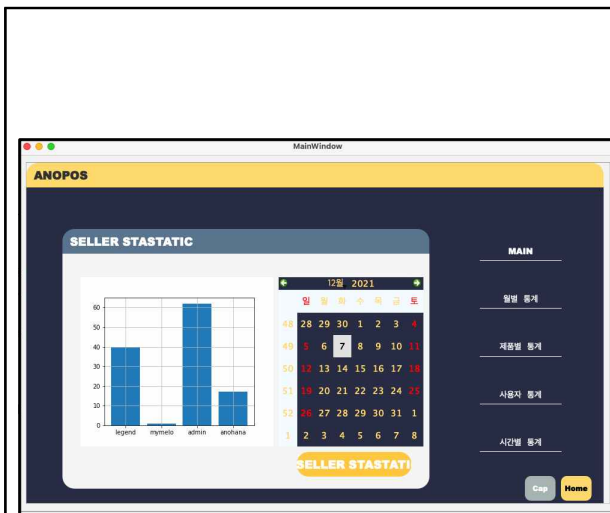 MainWindow
ANOPOS
SELLER STASTATIC
MAIN
월별 통계
제품별 통계
사용자 통계
시간별 통계
60
50
40
30
20
10
0
legend mymelo admin anohana
12월 2021
일 월 화 수 목 금 토
48 28 29 30 1 2 3 4
49 5 6 7 8 9 10 11
50 12 13 14 15 16 17 18
51 19 20 21 22 23 24 25
52 26 27 28 29 30 31 1
1 2 3 4 5 6 7 8
SELLER STASTATI
Cap Home